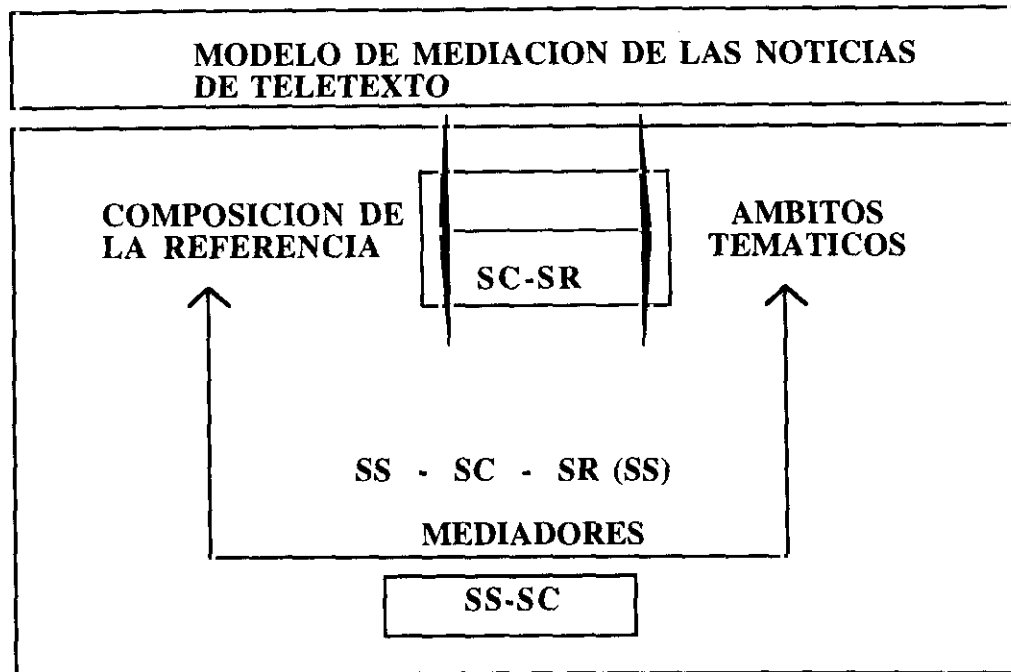 MODELO DE MEDIACION DE LAS NOTICIAS
DE TELETEXTO
COMPOSICION DE
LA REFERENCIA
SC-SR
AMBITOS
TEMATICOS
SS - SC - SR (SS)
MEDIADORES
SS-SC